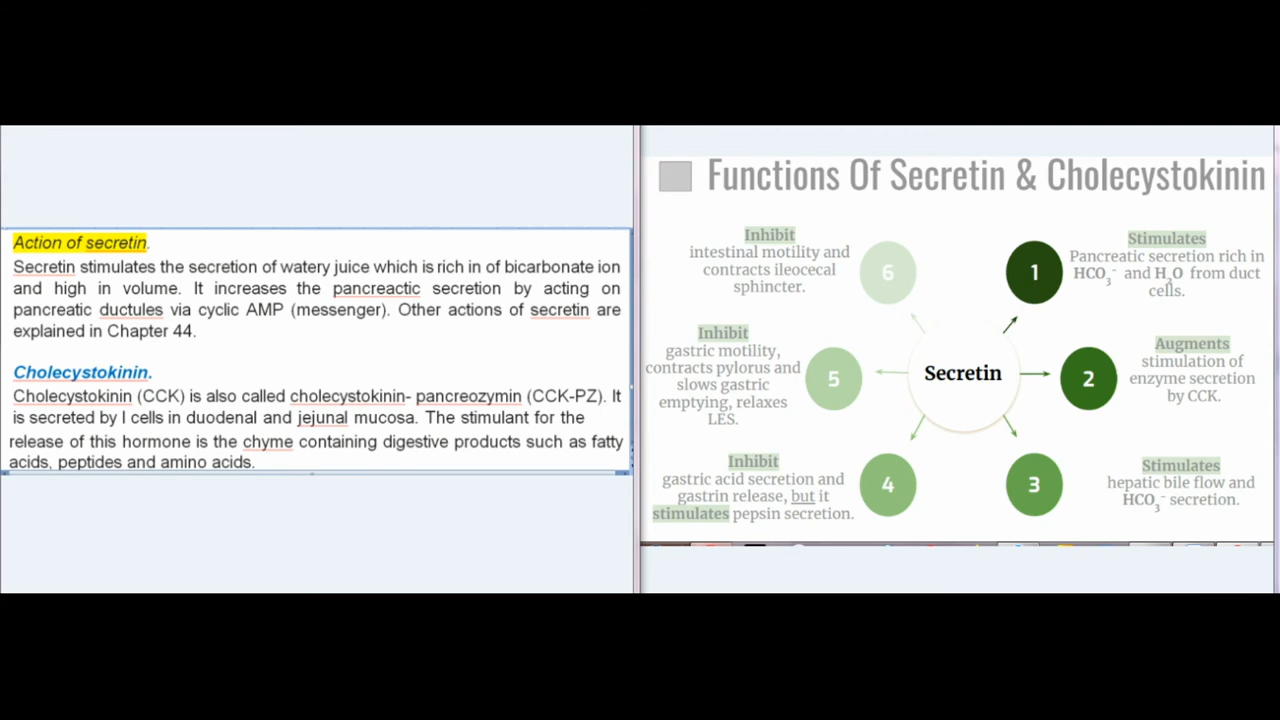 Action of secretin.
Secretin stimulates the secretion of watery juice which is rich in of bicarbonate ion
and high in volume. It increases the pancreactic secretion by acting on
pancreatic ductules via cyclic AMP (messenger). Other actions of secretin are
explained in Chapter 44.
Cholecystokinin.
Cholecystokinin (CCK) is also called cholecystokinin- pancreozymin (CCK-PZ). It
is secreted by I cells in duodenal and jejunal mucosa. The stimulant for the
release of this hormone is the chyme containing digestive products such as fatty
acids, peptides and amino acids.
Functions Of Secretin & Cholecystokinin
Secretin
1
Stimulates
Pancreatic secretion rich in
HCO₃⁻ and H₂O from duct
cells.
2
Augments
stimulation of
enzyme secretion
by CCK.
3
Stimulates
hepatic bile flow and
HCO₃⁻ secretion.
4
Inhibit
gastric acid secretion and
gastrin release, but it
stimulates pepsin secretion.
5
Inhibit
gastric motility,
contracts pylorus and
slows gastric
emptying, relaxes
LES.
6
Inhibit
intestinal motility and
contracts ileocecal
sphincter.